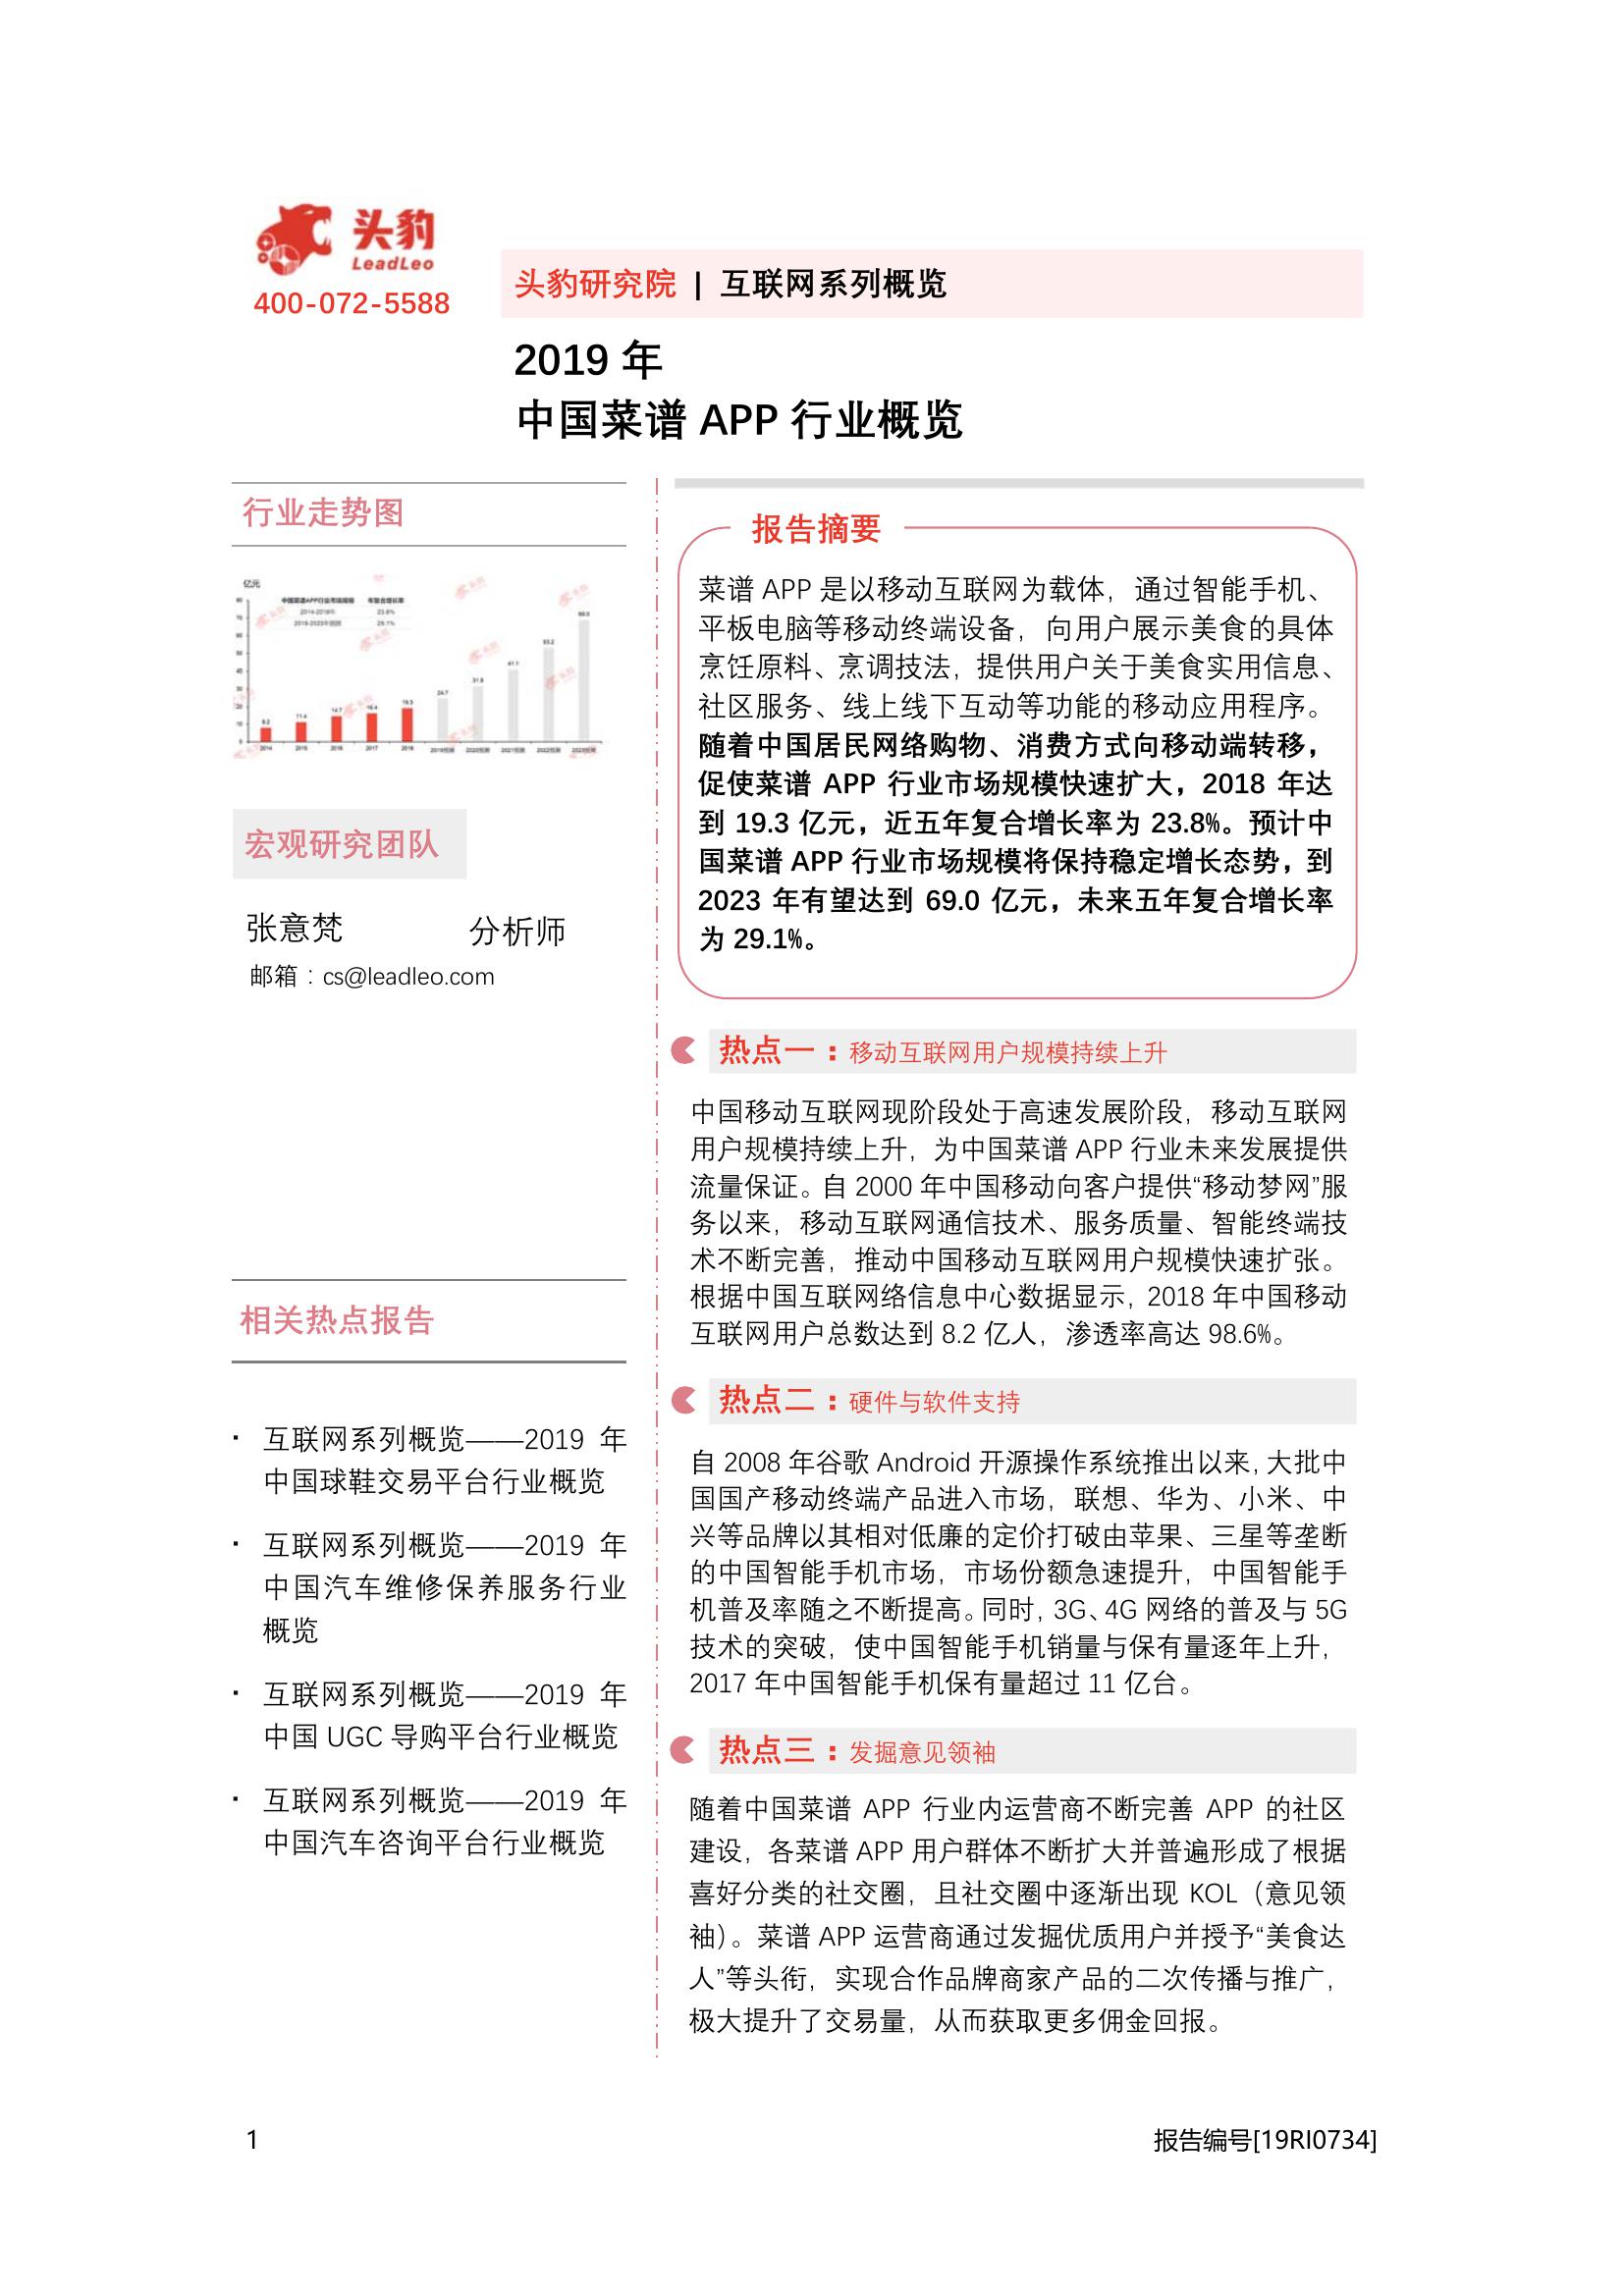 头豹
LeadLeo
400-072-5588
头豹研究院 | 互联网系列概览
2019 年
中国菜谱 APP 行业概览
行业走势图
亿元
中国菜谱APP行业市场规模 年复合增长率
2014-2018年 23.8%
2019-2023年预测 29.1%
8.2
11.4
14.7
16.4
19.3
24.7
31.8
41.1
53.2
69.0
2014 2015 2016 2017 2018 2019预测 2020预测 2021预测 2022预测 2023预测
宏观研究团队
张意梵 分析师
邮箱：cs@leadleo.com
相关热点报告
· 互联网系列概览——2019 年
中国球鞋交易平台行业概览
· 互联网系列概览——2019 年
中国汽车维修保养服务行业
概览
· 互联网系列概览——2019 年
中国 UGC 导购平台行业概览
· 互联网系列概览——2019 年
中国汽车咨询平台行业概览
报告摘要
菜谱 APP 是以移动互联网为载体，通过智能手机、
平板电脑等移动终端设备，向用户展示美食的具体
烹饪原料、烹调技法，提供用户关于美食实用信息、
社区服务、线上线下互动等功能的移动应用程序。
随着中国居民网络购物、消费方式向移动端转移，
促使菜谱 APP 行业市场规模快速扩大，2018 年达
到 19.3 亿元，近五年复合增长率为 23.8%。预计中
国菜谱 APP 行业市场规模将保持稳定增长态势，到
2023 年有望达到 69.0 亿元，未来五年复合增长率
为 29.1%。
热点一：移动互联网用户规模持续上升
中国移动互联网现阶段处于高速发展阶段，移动互联网
用户规模持续上升，为中国菜谱 APP 行业未来发展提供
流量保证。自 2000 年中国移动向客户提供“移动梦网”服
务以来，移动互联网通信技术、服务质量、智能终端技
术不断完善，推动中国移动互联网用户规模快速扩张。
根据中国互联网络信息中心数据显示，2018 年中国移动
互联网用户总数达到 8.2 亿人，渗透率高达 98.6%。
热点二：硬件与软件支持
自 2008 年谷歌 Android 开源操作系统推出以来，大批中
国国产移动终端产品进入市场，联想、华为、小米、中
兴等品牌以其相对低廉的定价打破由苹果、三星等垄断
的中国智能手机市场，市场份额急速提升，中国智能手
机普及率随之不断提高。同时，3G、4G 网络的普及与 5G
技术的突破，使中国智能手机销量与保有量逐年上升，
2017 年中国智能手机保有量超过 11 亿台。
热点三：发掘意见领袖
随着中国菜谱 APP 行业内运营商不断完善 APP 的社区
建设，各菜谱 APP 用户群体不断扩大并普遍形成了根据
喜好分类的社交圈，且社交圈中逐渐出现 KOL（意见领
袖）。菜谱 APP 运营商通过发掘优质用户并授予“美食达
人”等头衔，实现合作品牌商家产品的二次传播与推广，
极大提升了交易量，从而获取更多佣金回报。
1
报告编号[19RI0734]